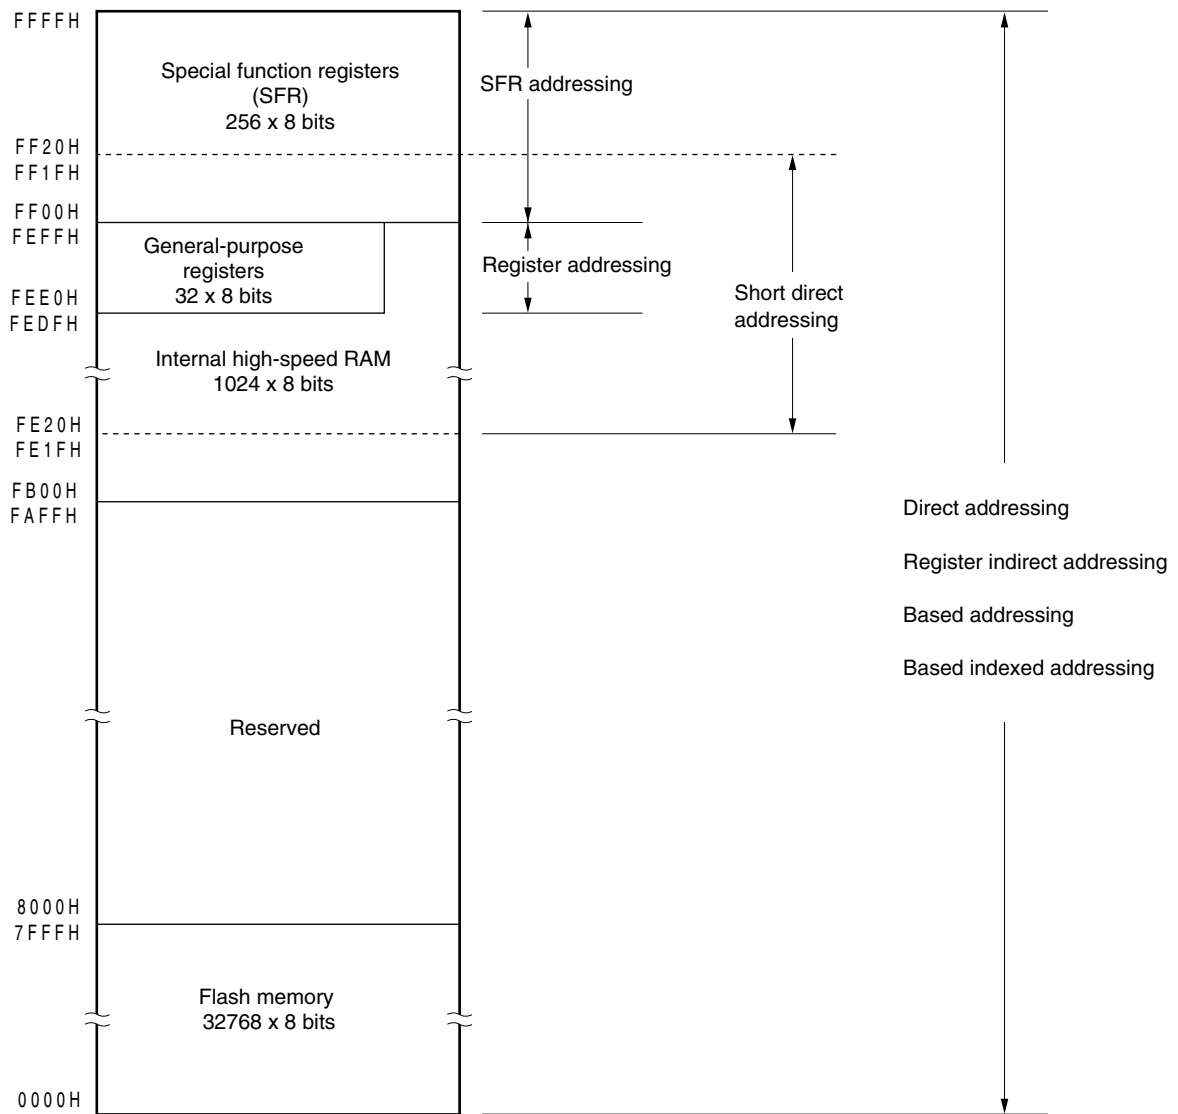 FFFFH
Special function registers
(SFR)
256 x 8 bits
SFR addressing
FF20H
FF1FH
FF00H
FEFFH
General-purpose
registers
32 x 8 bits
Register addressing
Short direct
addressing
FEE0H
FEDFH
Internal high-speed RAM
1024 x 8 bits
FE20H
FE1FH
FB00H
FAFFH
Direct addressing
Register indirect addressing
Based addressing
Based indexed addressing
Reserved
8000H
7FFFH
Flash memory
32768 x 8 bits
0000H